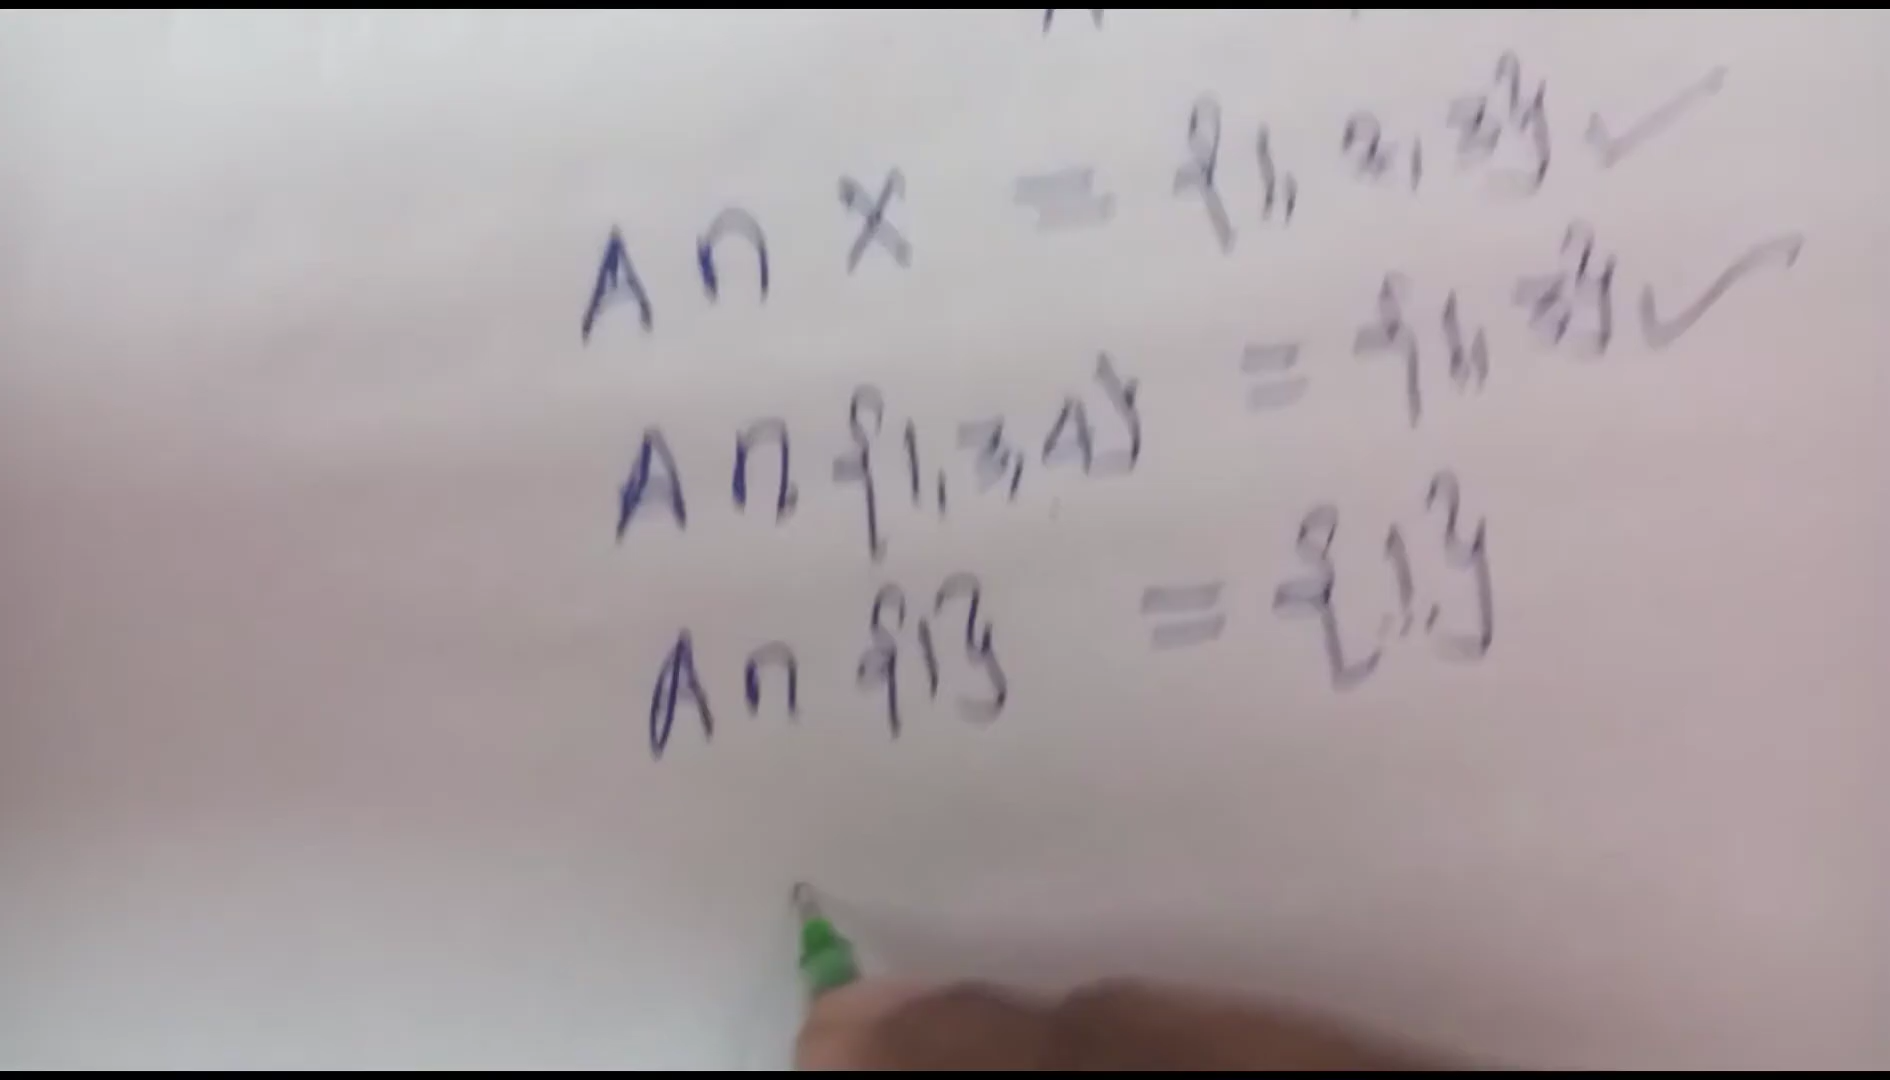 A ∩ X = {1, 2, 3} ✓
A ∩ {1, 3, 4} = {1, 3} ✓
A ∩ {1} = {1}